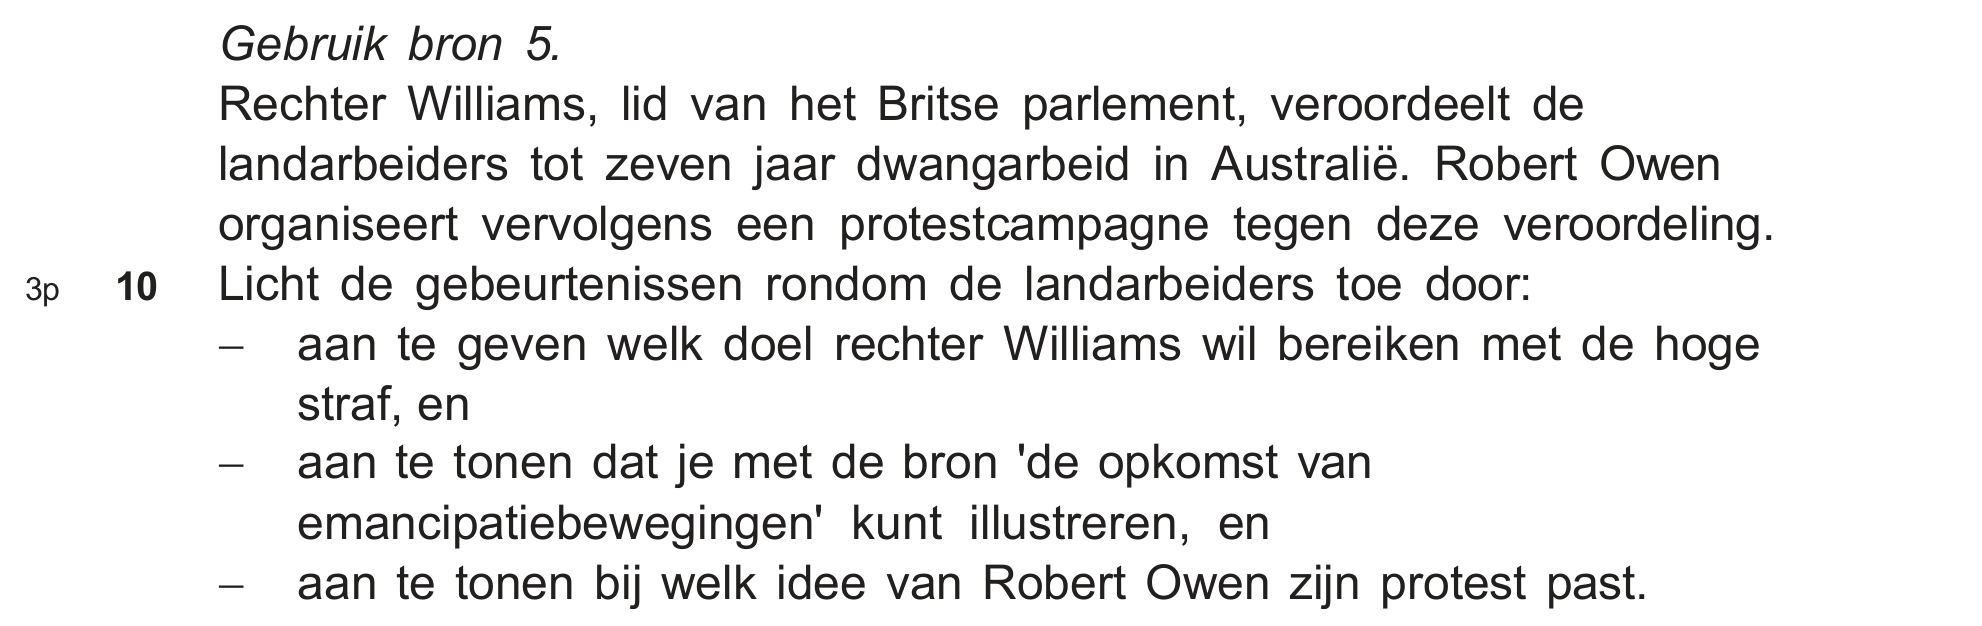 Gebruik bron 5.
Rechter Williams, lid van het Britse parlement, veroordeelt de
landarbeiders tot zeven jaar dwangarbeid in Australië. Robert Owen
organiseert vervolgens een protestcampagne tegen deze veroordeling.
3p 10 Licht de gebeurtenissen rondom de landarbeiders toe door:
− aan te geven welk doel rechter Williams wil bereiken met de hoge
straf, en
− aan te tonen dat je met de bron 'de opkomst van
emancipatiebewegingen' kunt illustreren, en
− aan te tonen bij welk idee van Robert Owen zijn protest past.